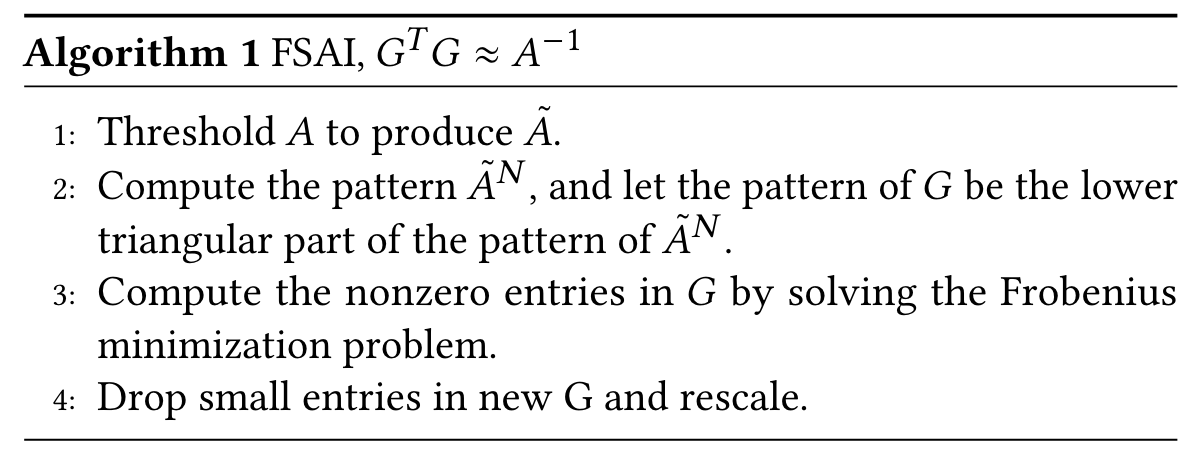 Algorithm 1 FSAI, $G^T G \approx A^{-1}$
1: Threshold $A$ to produce $\tilde{A}$.
2: Compute the pattern $\tilde{A}^N$, and let the pattern of $G$ be the lower
triangular part of the pattern of $\tilde{A}^N$.
3: Compute the nonzero entries in $G$ by solving the Frobenius
minimization problem.
4: Drop small entries in new G and rescale.